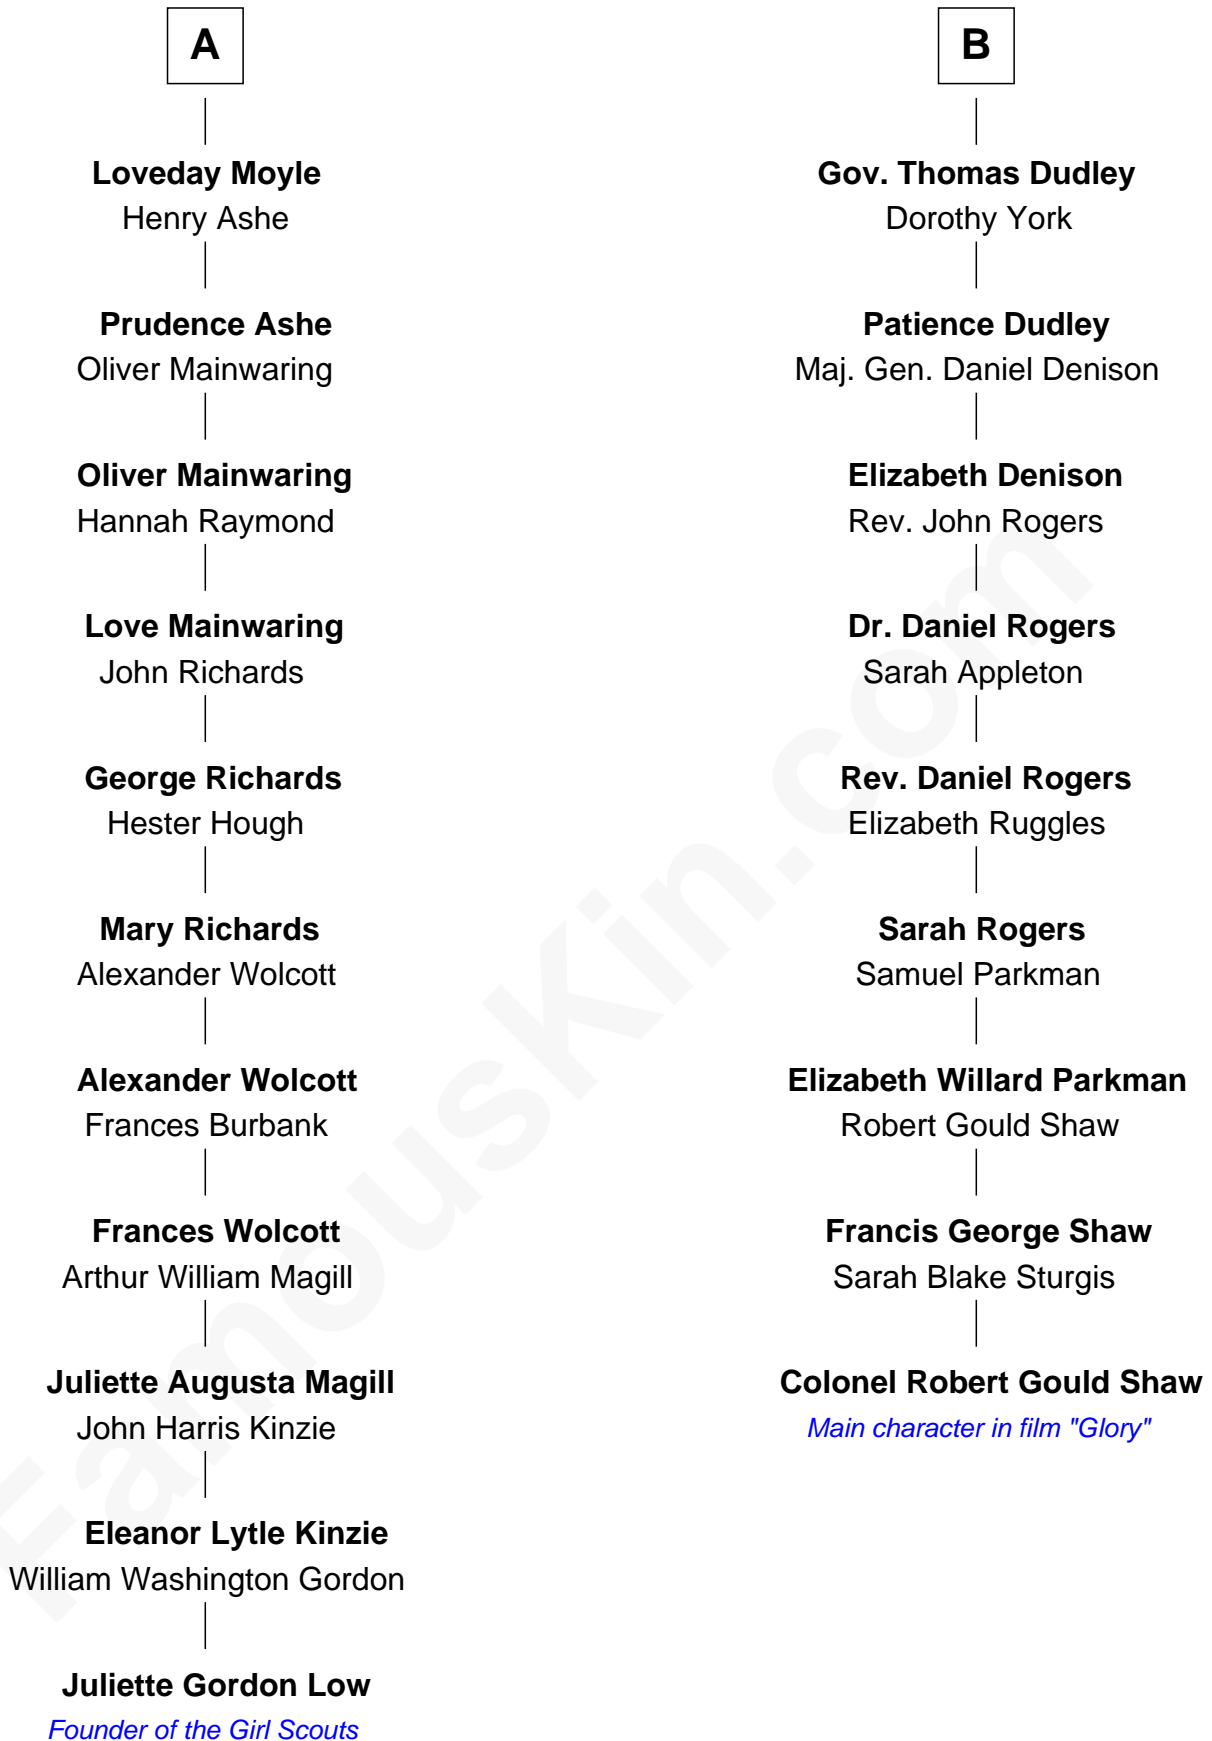 A
Loveday Moyle
Henry Ashe
Prudence Ashe
Oliver Mainwaring
Oliver Mainwaring
Hannah Raymond
Love Mainwaring
John Richards
George Richards
Hester Hough
Mary Richards
Alexander Wolcott
Alexander Wolcott
Frances Burbank
Frances Wolcott
Arthur William Magill
Juliette Augusta Magill
John Harris Kinzie
Eleanor Lytle Kinzie
William Washington Gordon
Juliette Gordon Low
Founder of the Girl Scouts
B
Gov. Thomas Dudley
Dorothy York
Patience Dudley
Maj. Gen. Daniel Denison
Elizabeth Denison
Rev. John Rogers
Dr. Daniel Rogers
Sarah Appleton
Rev. Daniel Rogers
Elizabeth Ruggles
Sarah Rogers
Samuel Parkman
Elizabeth Willard Parkman
Robert Gould Shaw
Francis George Shaw
Sarah Blake Sturgis
Colonel Robert Gould Shaw
Main character in film "Glory"
FamousKin.com